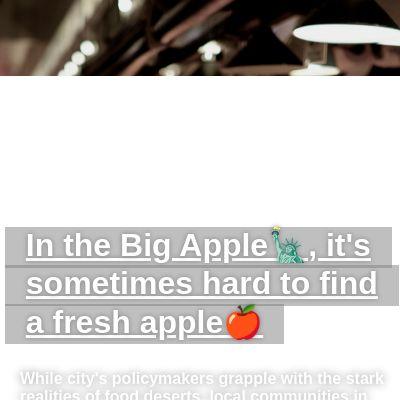 In the Big Apple🗽, it's
sometimes hard to find
a fresh apple🍎
While city's policymakers grapple with the stark
realities of food deserts, local communities in